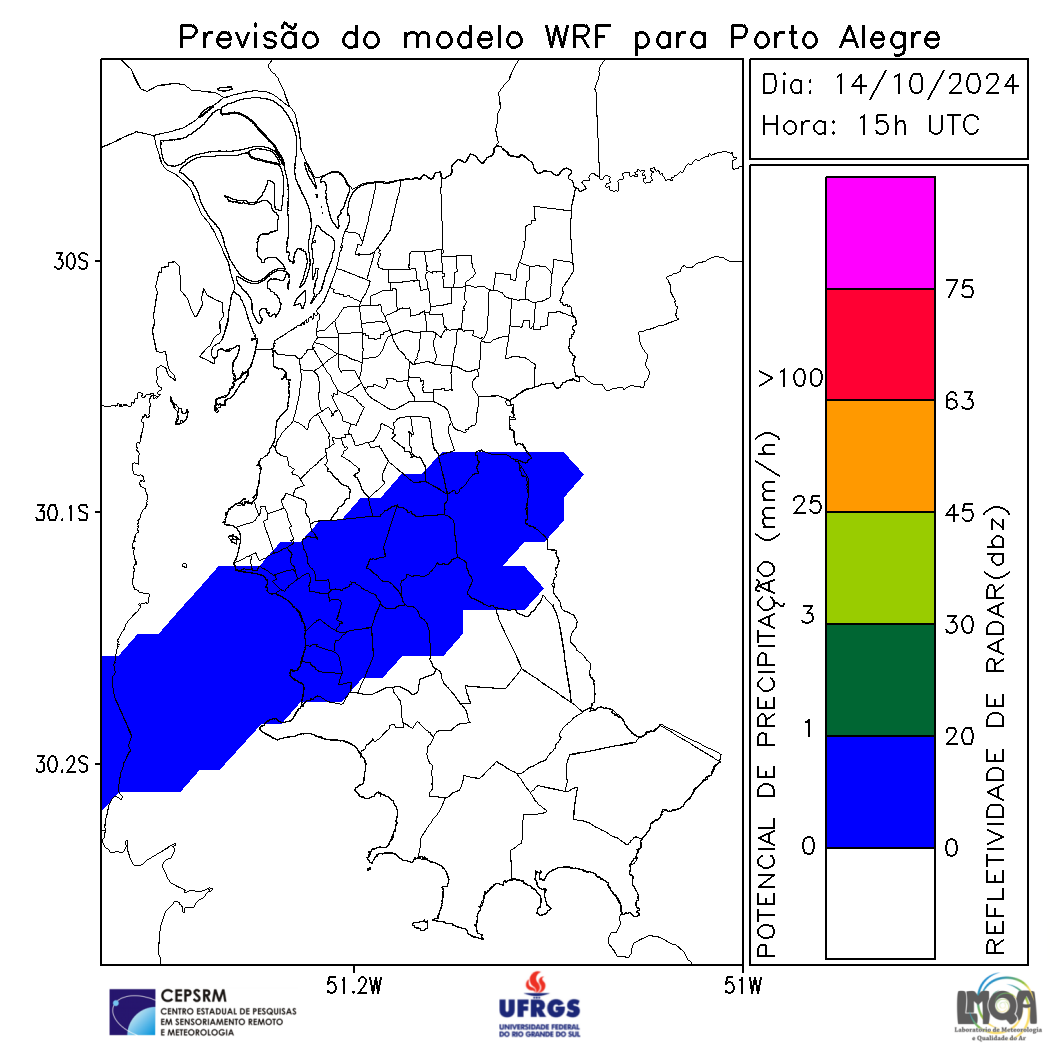 Previsão do modelo WRF para Porto Alegre
Dia: 14/10/2024
Hora: 15h UTC
30S
30.1S
30.2S
51.2W
51W
POTENCIAL DE PRECIPITAÇÃO (mm/h)
>100
25
3
1
0
75
63
45
30
20
0
REFLETIVIDADE DE RADAR(dbz)
CEPSRM
CENTRO ESTADUAL DE PESQUISAS
EM SENSORIAMENTO REMOTO
E METEOROLOGIA
UFRGS
UNIVERSIDADE FEDERAL
DO RIO GRANDE DO SUL
LMQA
Laboratório de Meteorologia
e Qualidade do Ar